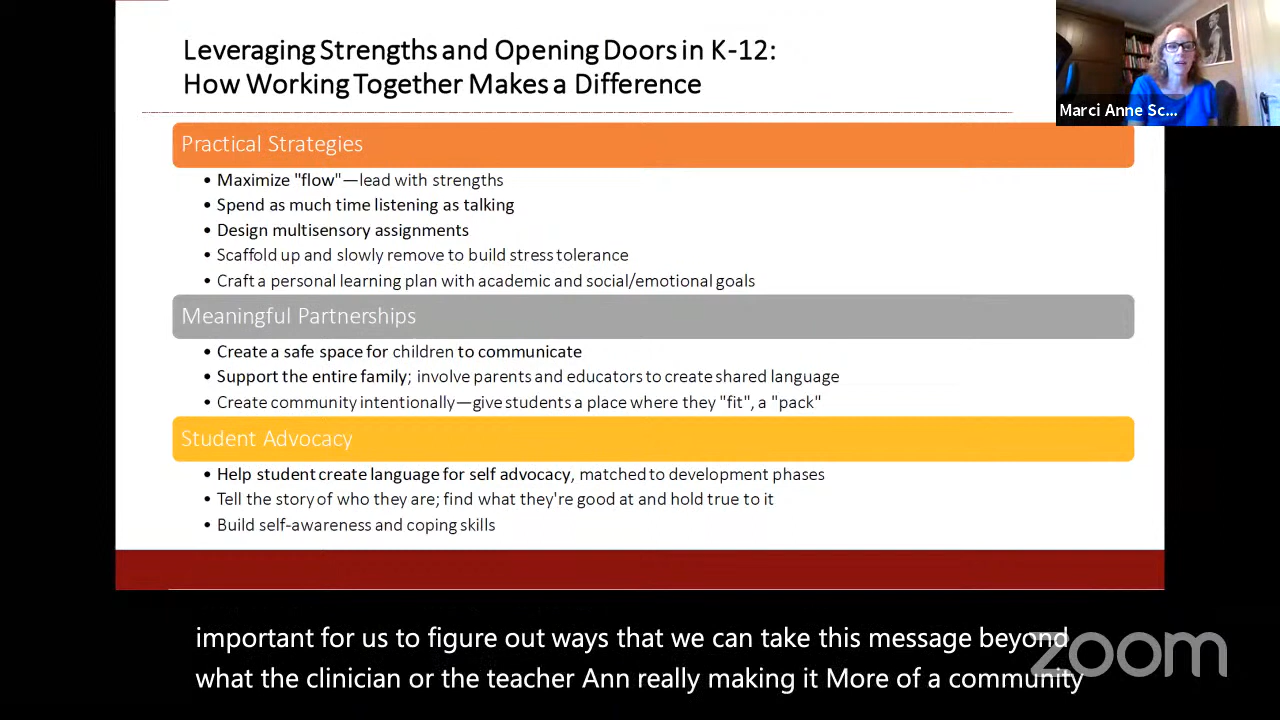 Leveraging Strengths and Opening Doors in K-12:
How Working Together Makes a Difference
Marci Anne Sc...
Practical Strategies
• Maximize "flow"—lead with strengths
• Spend as much time listening as talking
• Design multisensory assignments
• Scaffold up and slowly remove to build stress tolerance
• Craft a personal learning plan with academic and social/emotional goals
Meaningful Partnerships
• Create a safe space for children to communicate
• Support the entire family; involve parents and educators to create shared language
• Create community intentionally—give students a place where they "fit", a "pack"
Student Advocacy
• Help student create language for self advocacy, matched to development phases
• Tell the story of who they are; find what they're good at and hold true to it
• Build self-awareness and coping skills
important for us to figure out ways that we can take this message beyond
what the clinician or the teacher Ann really making it More of a community
zoom